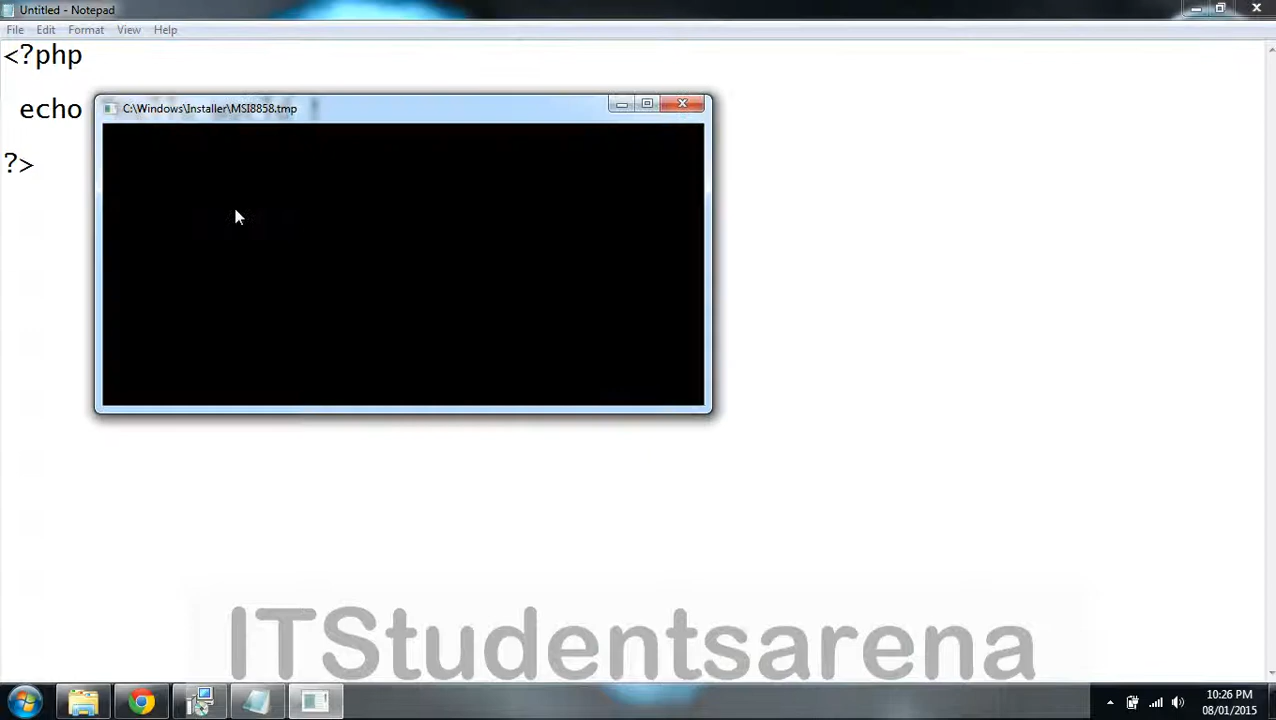 Untitled - Notepad
File Edit Format View Help
<?php
echo
?>
C:\Windows\Installer\MSI8858.tmp
ITStudentsarena
10:26 PM
08/01/2015